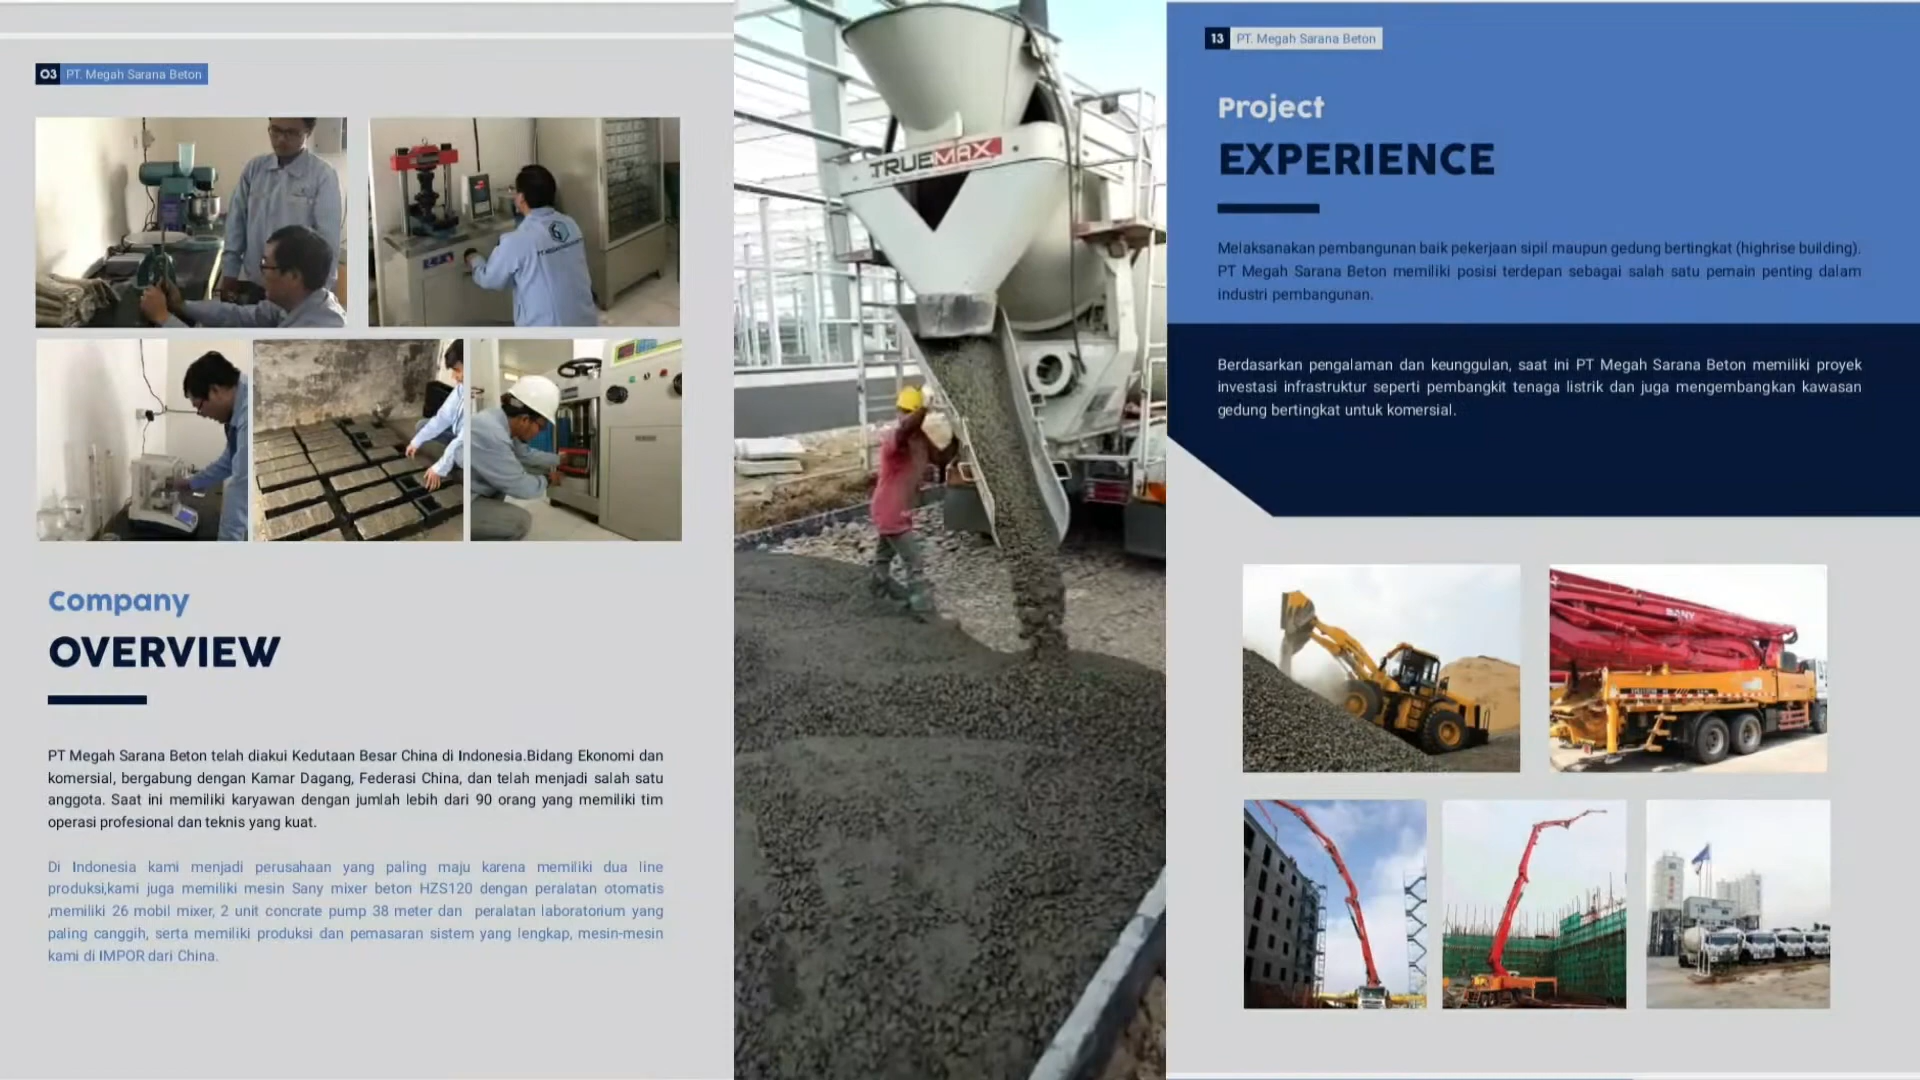 03 PT. Megah Sarana Beton
Company
OVERVIEW
PT Megah Sarana Beton telah diakui Kedutaan Besar China di Indonesia.Bidang Ekonomi dan
komersial, bergabung dengan Kamar Dagang, Federasi China, dan telah menjadi salah satu
anggota. Saat ini memiliki karyawan dengan jumlah lebih dari 90 orang yang memiliki tim
operasi profesional dan teknis yang kuat.
Di Indonesia kami menjadi perusahaan yang paling maju karena memiliki dua line
produksi,kami juga memiliki mesin Sany mixer beton HZS120 dengan peralatan otomatis
,memiliki 26 mobil mixer, 2 unit concrate pump 38 meter dan peralatan laboratorium yang
paling canggih, serta memiliki produksi dan pemasaran sistem yang lengkap, mesin-mesin
kami di IMPOR dari China.
TRUEMAX
13 PT. Megah Sarana Beton
Project
EXPERIENCE
Melaksanakan pembangunan baik pekerjaan sipil maupun gedung bertingkat (highrise building).
PT Megah Sarana Beton memiliki posisi terdepan sebagai salah satu pemain penting dalam
industri pembangunan.
Berdasarkan pengalaman dan keunggulan, saat ini PT Megah Sarana Beton memiliki proyek
investasi infrastruktur seperti pembangkit tenaga listrik dan juga mengembangkan kawasan
gedung bertingkat untuk komersial.
SANY